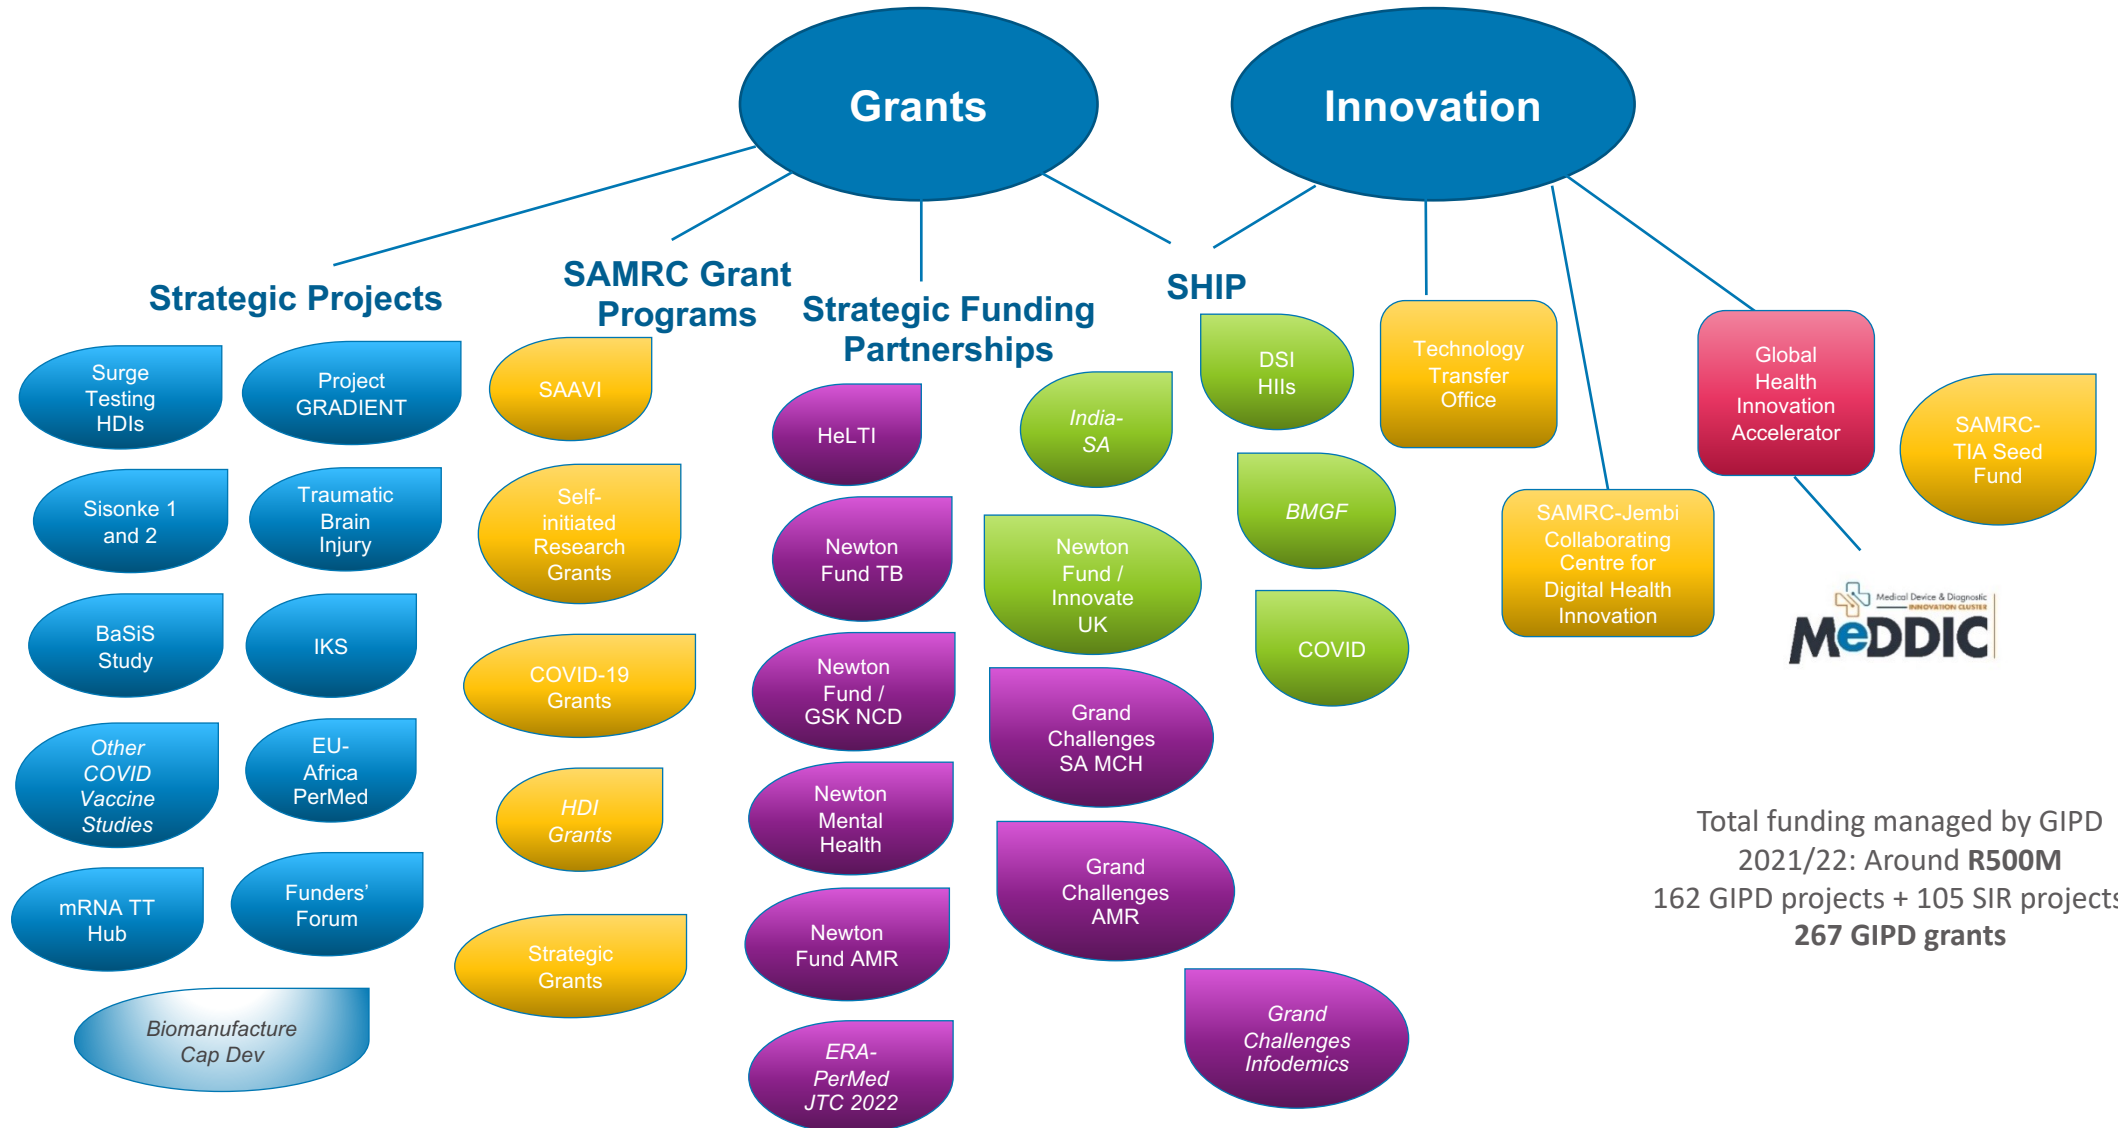 Grants
Innovation
Strategic Projects
SAMRC Grant
Programs
Strategic Funding
Partnerships
SHIP
Surge
Testing
HDIs
Project
GRADIENT
Sisonke 1
and 2
Traumatic
Brain
Injury
BaSiS
Study
IKS
Other
COVID
Vaccine
Studies
EU-
Africa
PerMed
mRNA TT
Hub
Funders’
Forum
Biomanufacture
Cap Dev
SAAVI
Self-
initiated
Research
Grants
COVID-19
Grants
HDI
Grants
Strategic
Grants
HeLTI
Newton
Fund TB
Newton
Fund /
GSK NCD
Newton
Mental
Health
Newton
Fund AMR
ERA-
PerMed
JTC 2022
India-
SA
Newton
Fund /
Innovate
UK
Grand
Challenges
SA MCH
Grand
Challenges
AMR
Grand
Challenges
Infodemics
DSI
HIIs
BMGF
COVID
Technology
Transfer
Office
SAMRC-Jembi
Collaborating
Centre for
Digital Health
Innovation
Global
Health
Innovation
Accelerator
SAMRC-
TIA Seed
Fund
Medical Device & Diagnostic
INNOVATION CLUSTER
MeDDIC
Total funding managed by GIPD
2021/22: Around R500M
162 GIPD projects + 105 SIR projects
267 GIPD grants